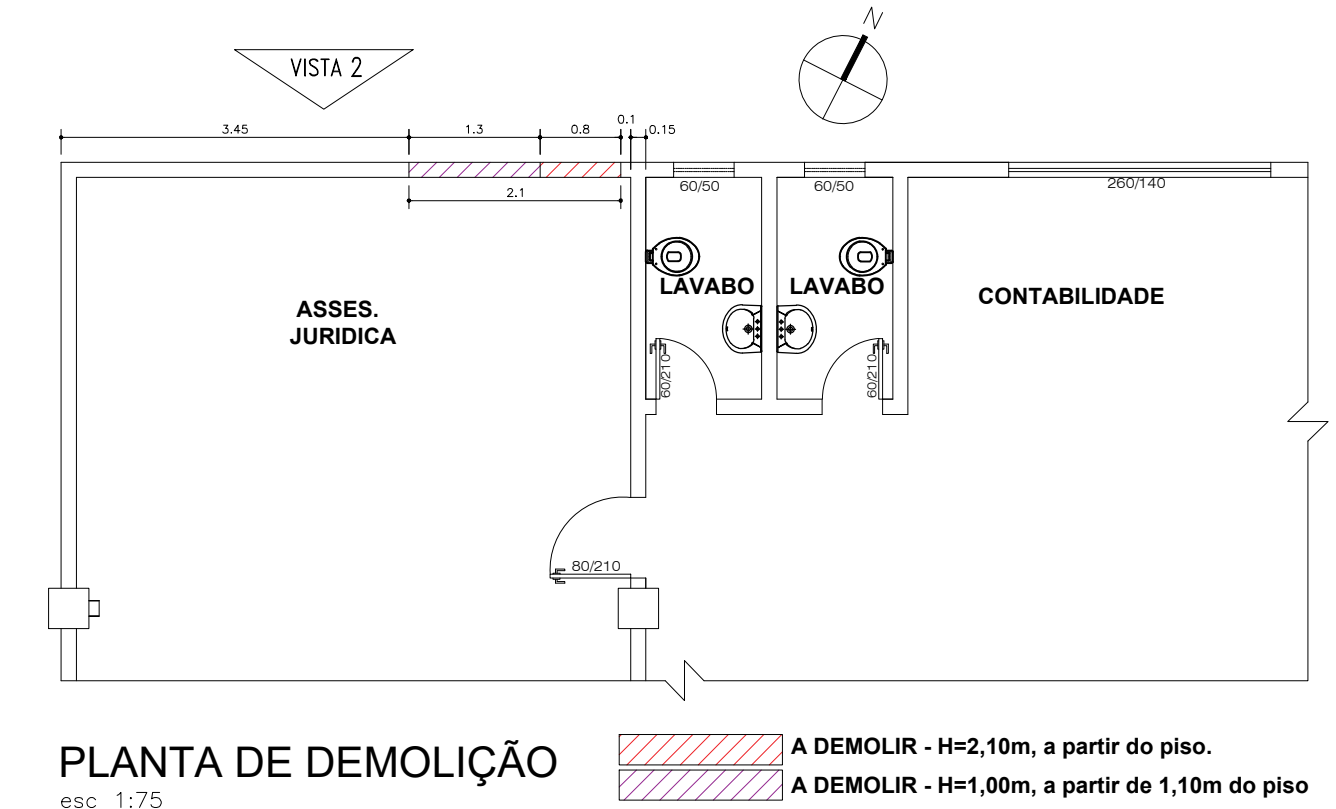 N
VISTA 2
3.45
1.3
0.8
0.1
0.15
2.1
60/50
60/50
260/140
LAVABO
LAVABO
CONTABILIDADE
ASSES.
JURIDICA
60/210
60/210
80/210
PLANTA DE DEMOLIÇÃO
esc 1:75
A DEMOLIR - H=2,10m, a partir do piso.
A DEMOLIR - H=1,00m, a partir de 1,10m do piso